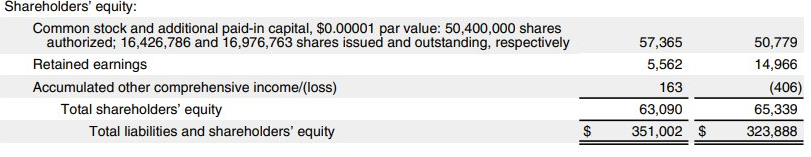 Shareholders' equity:
Common stock and additional paid-in capital, $0.00001 par value: 50,400,000 shares
authorized; 16,426,786 and 16,976,763 shares issued and outstanding, respectively 57,365 50,779
Retained earnings 5,562 14,966
Accumulated other comprehensive income/(loss) 163 (406)
Total shareholders' equity 63,090 65,339
Total liabilities and shareholders' equity $ 351,002 $ 323,888